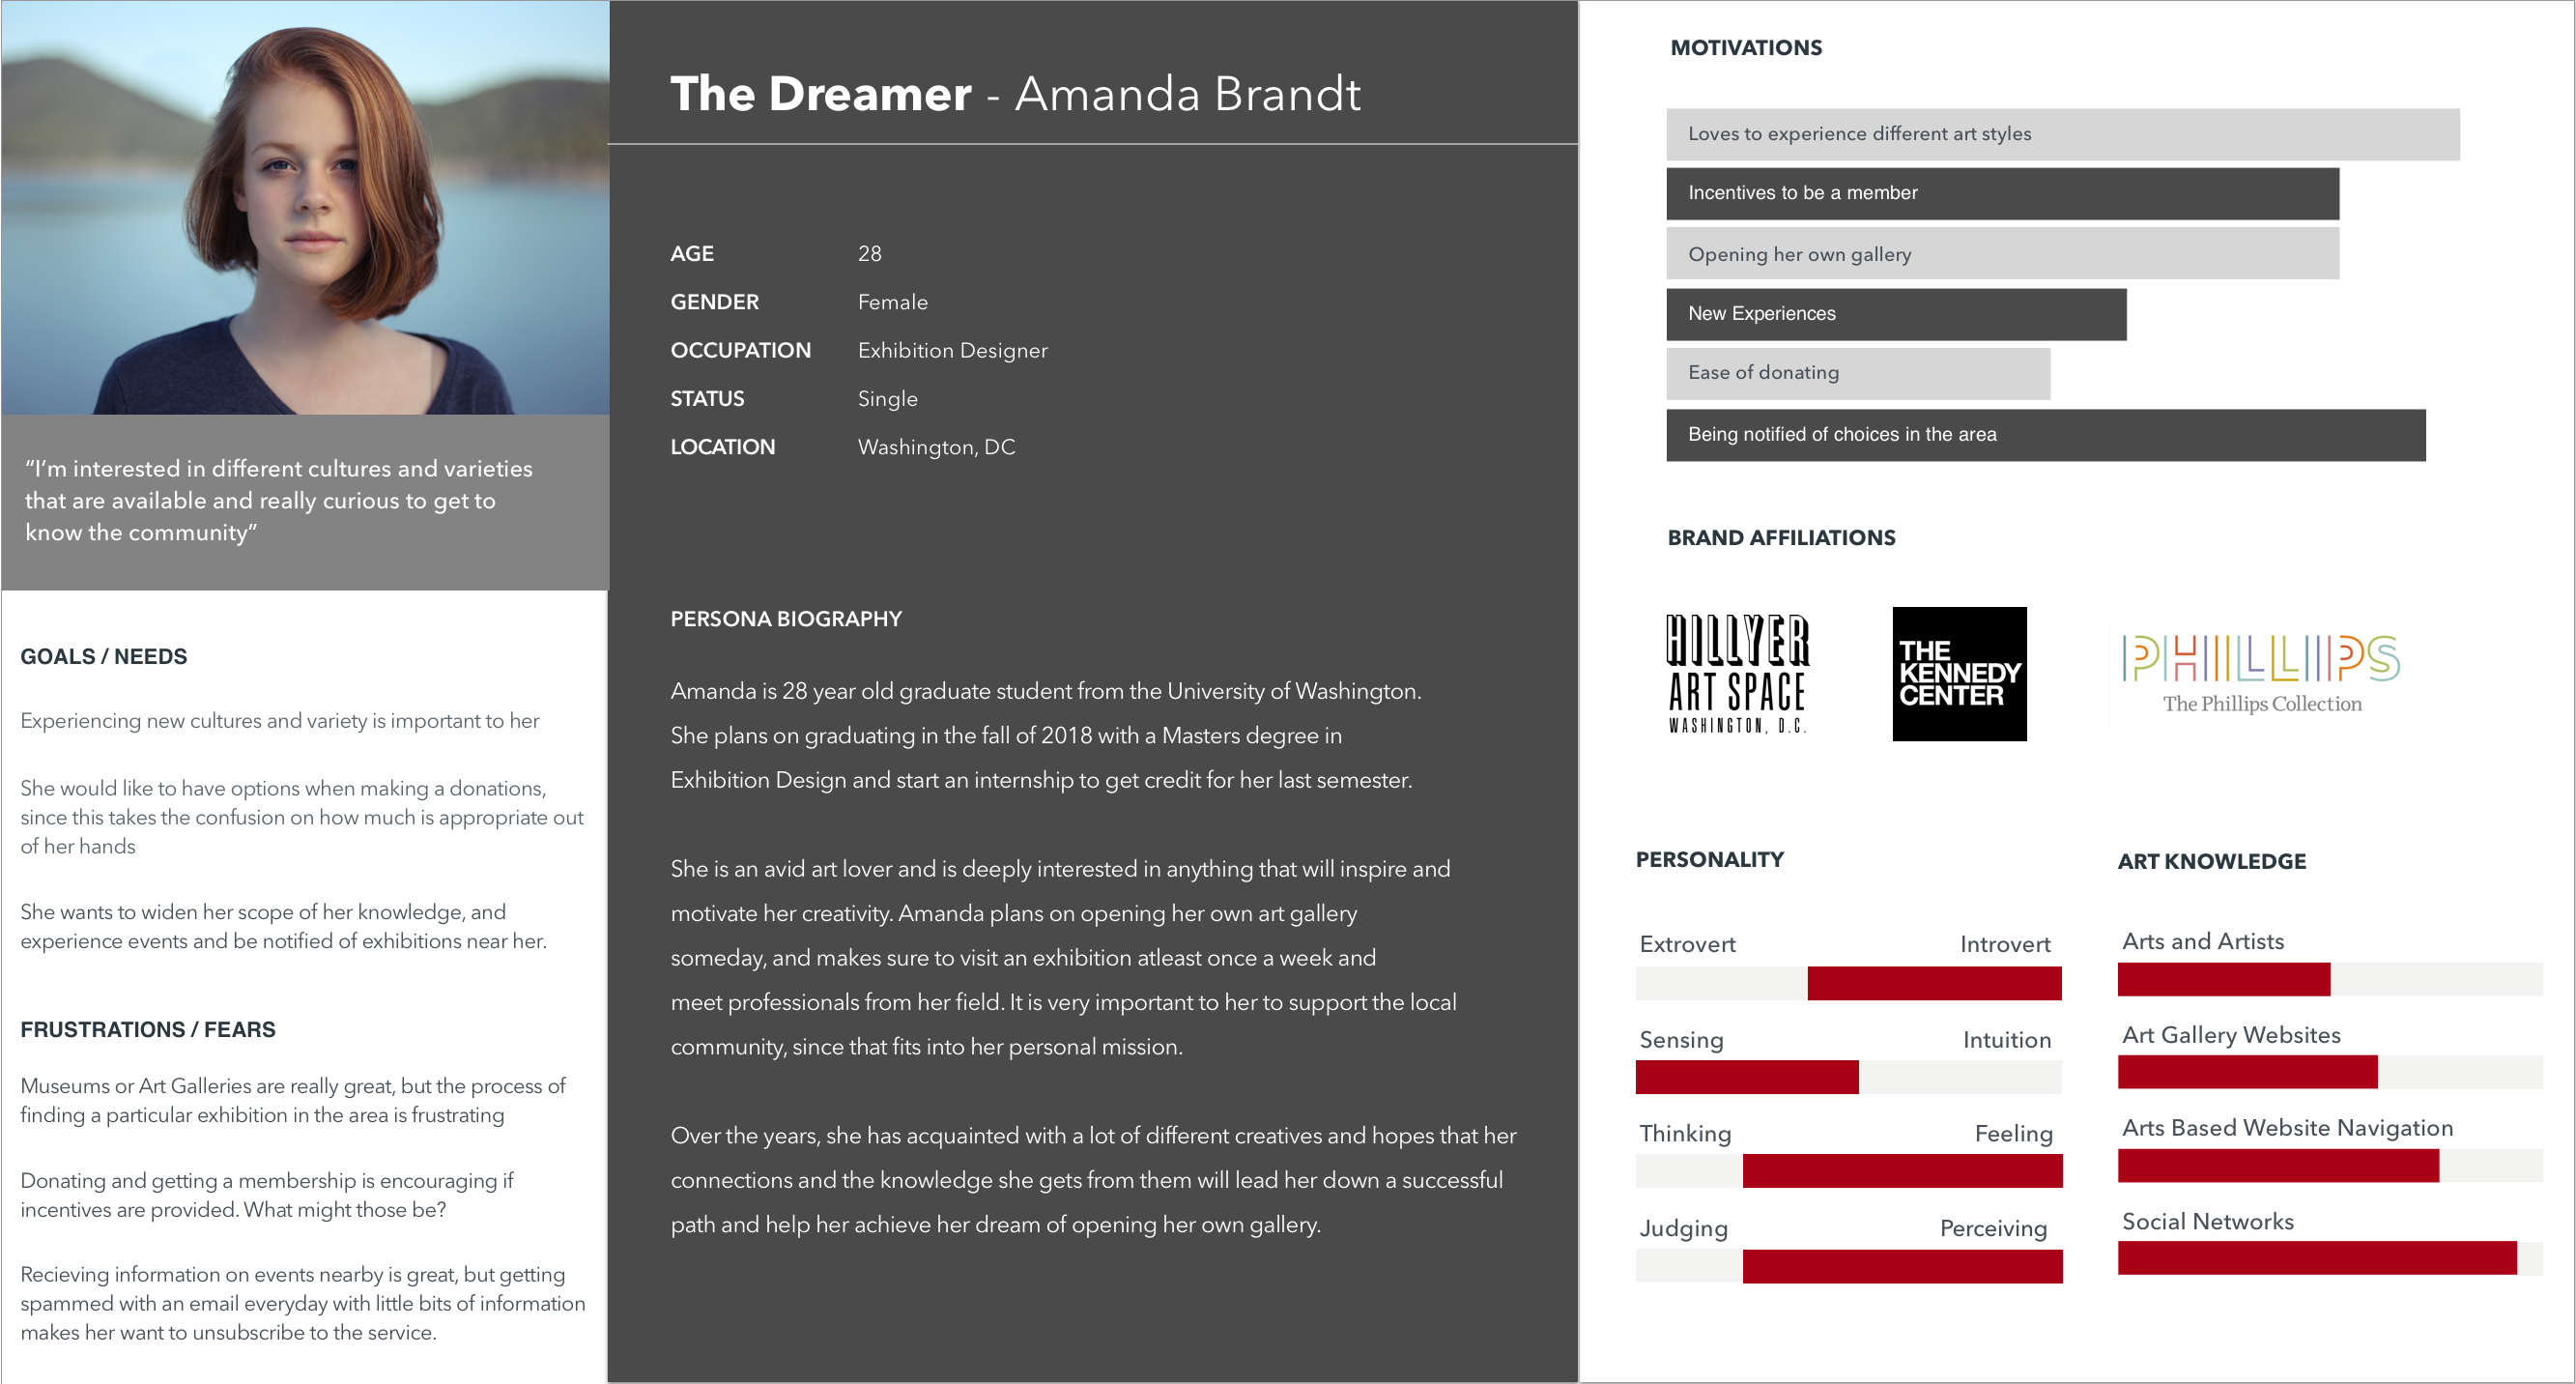 The Dreamer - Amanda Brandt
“I’m interested in different cultures and varieties
that are available and really curious to get to
know the community”
GOALS / NEEDS
Experiencing new cultures and variety is important to her
She would like to have options when making a donations,
since this takes the confusion on how much is appropriate out
of her hands
She wants to widen her scope of her knowledge, and
experience events and be notified of exhibitions near her.
FRUSTRATIONS / FEARS
Museums or Art Galleries are really great, but the process of
finding a particular exhibition in the area is frustrating
Donating and getting a membership is encouraging if
incentives are provided. What might those be?
Recieving information on events nearby is great, but getting
spammed with an email everyday with little bits of information
makes her want to unsubscribe to the service.
AGE 28
GENDER Female
OCCUPATION Exhibition Designer
STATUS Single
LOCATION Washington, DC
PERSONA BIOGRAPHY
Amanda is 28 year old graduate student from the University of Washington.
She plans on graduating in the fall of 2018 with a Masters degree in
Exhibition Design and start an internship to get credit for her last semester.
She is an avid art lover and is deeply interested in anything that will inspire and
motivate her creativity. Amanda plans on opening her own art gallery
someday, and makes sure to visit an exhibition atleast once a week and
meet professionals from her field. It is very important to her to support the local
community, since that fits into her personal mission.
Over the years, she has acquainted with a lot of different creatives and hopes that her
connections and the knowledge she gets from them will lead her down a successful
path and help her achieve her dream of opening her own gallery.
MOTIVATIONS
Loves to experience different art styles
Incentives to be a member
Opening her own gallery
New Experiences
Ease of donating
Being notified of choices in the area
BRAND AFFILIATIONS
HILLYER
ART SPACE
WASHINGTON, D.C.
THE
KENNEDY
CENTER
PHILLIPS
The Phillips Collection
PERSONALITY
Extrovert Introvert
Sensing Intuition
Thinking Feeling
Judging Perceiving
ART KNOWLEDGE
Arts and Artists
Art Gallery Websites
Arts Based Website Navigation
Social Networks